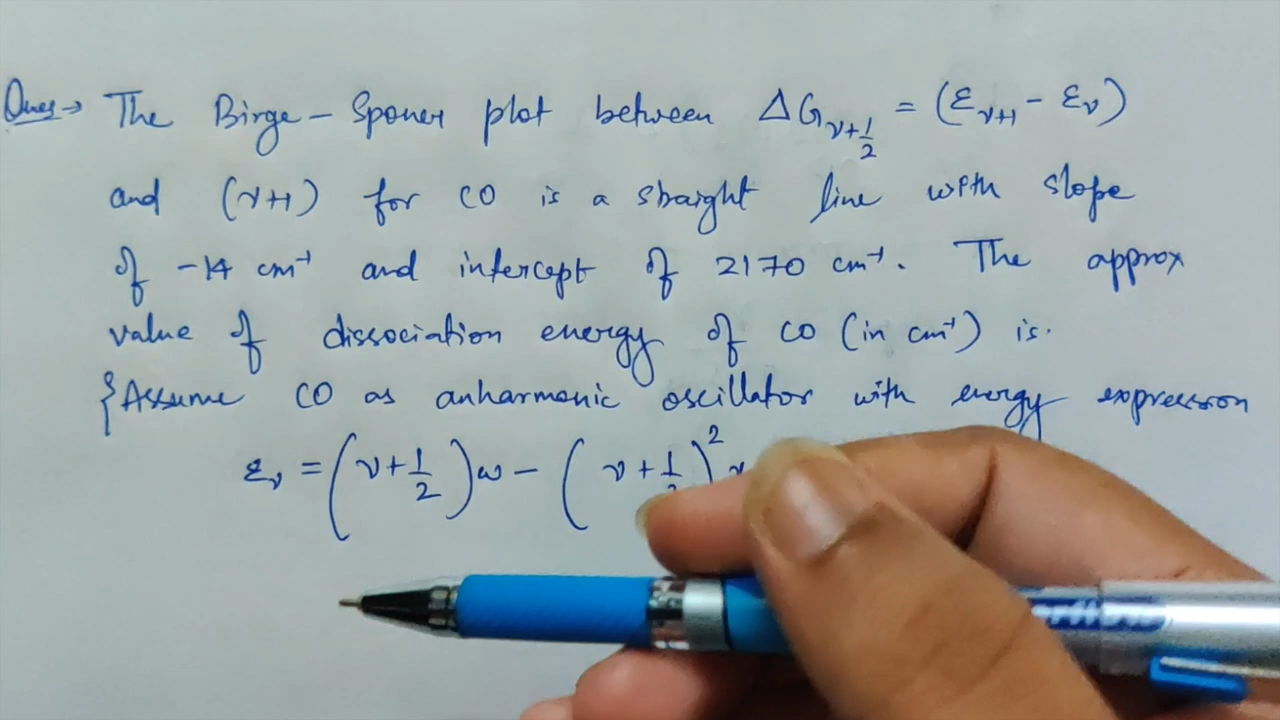 Ques→ The Birge-Sponer plot between ΔG_{v+1/2} = (ε_{v+1} - ε_v)
and (v+1) for CO is a straight line with slope
of -14 cm⁻¹ and intercept of 2170 cm⁻¹. The approx
value of dissociation energy of CO (in cm⁻¹) is.
{Assume CO as anharmonic oscillator with energy expression
ε_v = (v+1/2)ω - (v+1/2)²